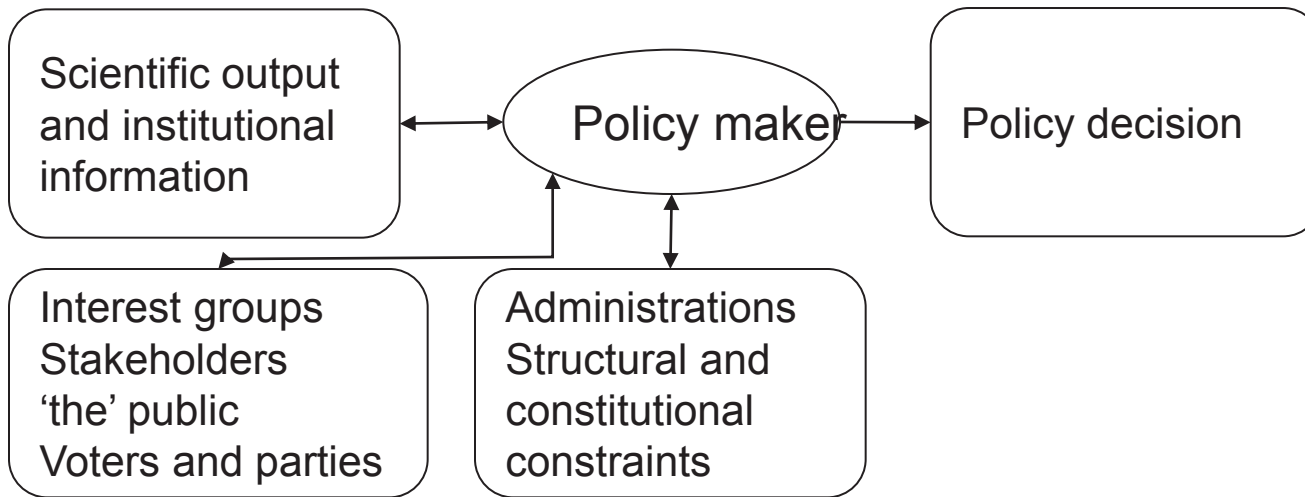 Scientific output
and institutional
information
Policy maker
Policy decision
Interest groups
Stakeholders
‘the’ public
Voters and parties
Administrations
Structural and
constitutional
constraints